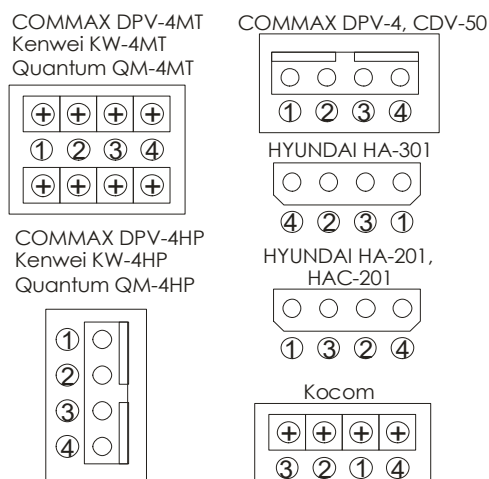 COMMAX DPV-4MT
Kenwei KW-4MT
Quantum QM-4MT
① ② ③ ④
COMMAX DPV-4HP
Kenwei KW-4HP
Quantum QM-4HP
①
②
③
④
COMMAX DPV-4, CDV-50
① ② ③ ④
HYUNDAI HA-301
④ ② ③ ①
HYUNDAI HA-201,
HAC-201
① ③ ② ④
Kocom
③ ② ① ④